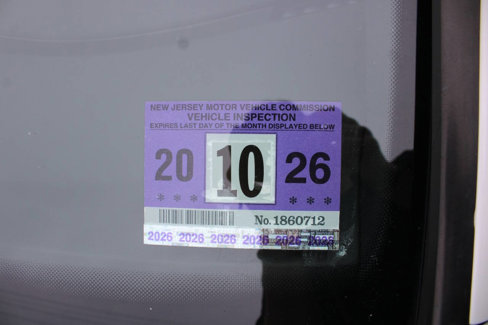 NEW JERSEY MOTOR VEHICLE COMMISSION
VEHICLE INSPECTION
EXPIRES LAST DAY OF THE MONTH DISPLAYED BELOW
20 10 26
* * * * * *
No. 1860712
2026 2026 2026 2026 2026 2026